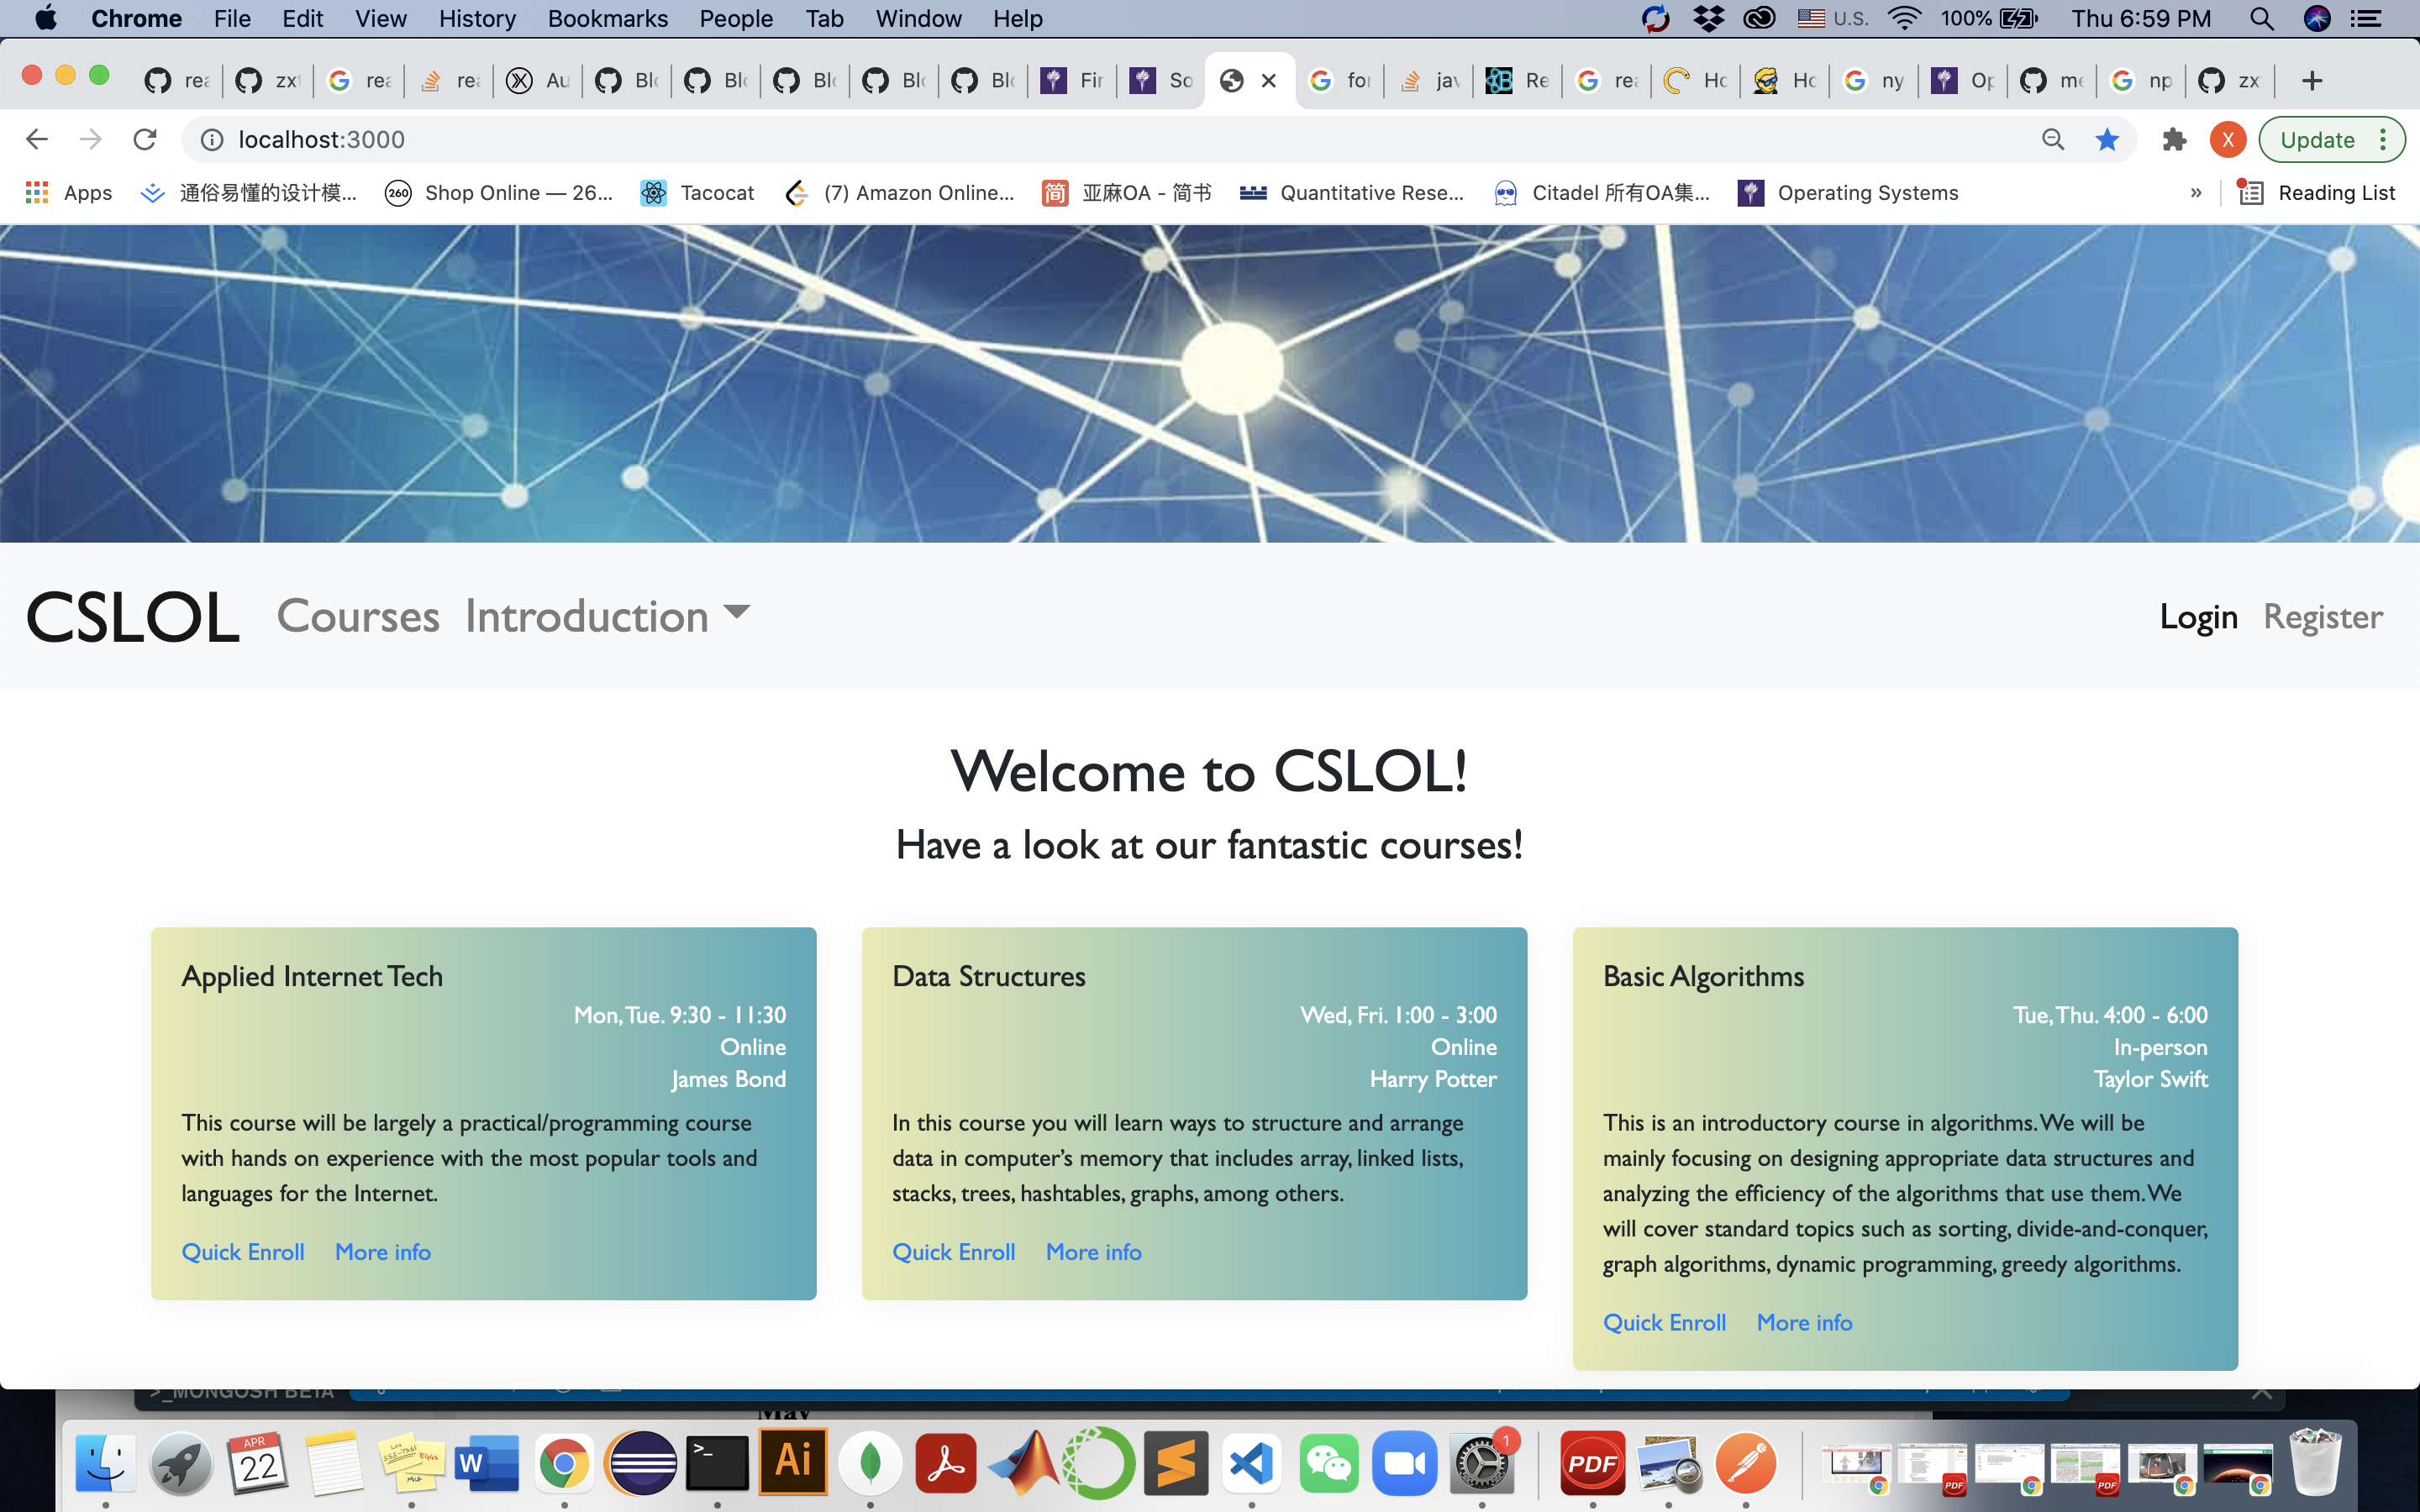 Chrome File Edit View History Bookmarks People Tab Window Help U.S. 100% Thu 6:59 PM
rea zxt rea rea Au Blo Blo Blo Blo Blo Fir So for jav Re rea Ho Ho ny Op me np zx
localhost:3000 X Update
Apps 通俗易懂的设计模... 260 Shop Online — 26... Tacocat (7) Amazon Online... 简 亚麻OA - 简书 Quantitative Rese... Citadel 所有OA集... Operating Systems » Reading List
CSLOL Courses Introduction Login Register
Welcome to CSLOL!
Have a look at our fantastic courses!
Applied Internet Tech
Mon, Tue. 9:30 - 11:30
Online
James Bond
This course will be largely a practical/programming course
with hands on experience with the most popular tools and
languages for the Internet.
Quick Enroll More info
Data Structures
Wed, Fri. 1:00 - 3:00
Online
Harry Potter
In this course you will learn ways to structure and arrange
data in computer’s memory that includes array, linked lists,
stacks, trees, hashtables, graphs, among others.
Quick Enroll More info
Basic Algorithms
Tue, Thu. 4:00 - 6:00
In-person
Taylor Swift
This is an introductory course in algorithms. We will be
mainly focusing on designing appropriate data structures and
analyzing the efficiency of the algorithms that use them. We
will cover standard topics such as sorting, divide-and-conquer,
graph algorithms, dynamic programming, greedy algorithms.
Quick Enroll More info
>_MONGOSH BETA
May
APR
22
W
>_
Ai
1
PDF
PDF
PDF